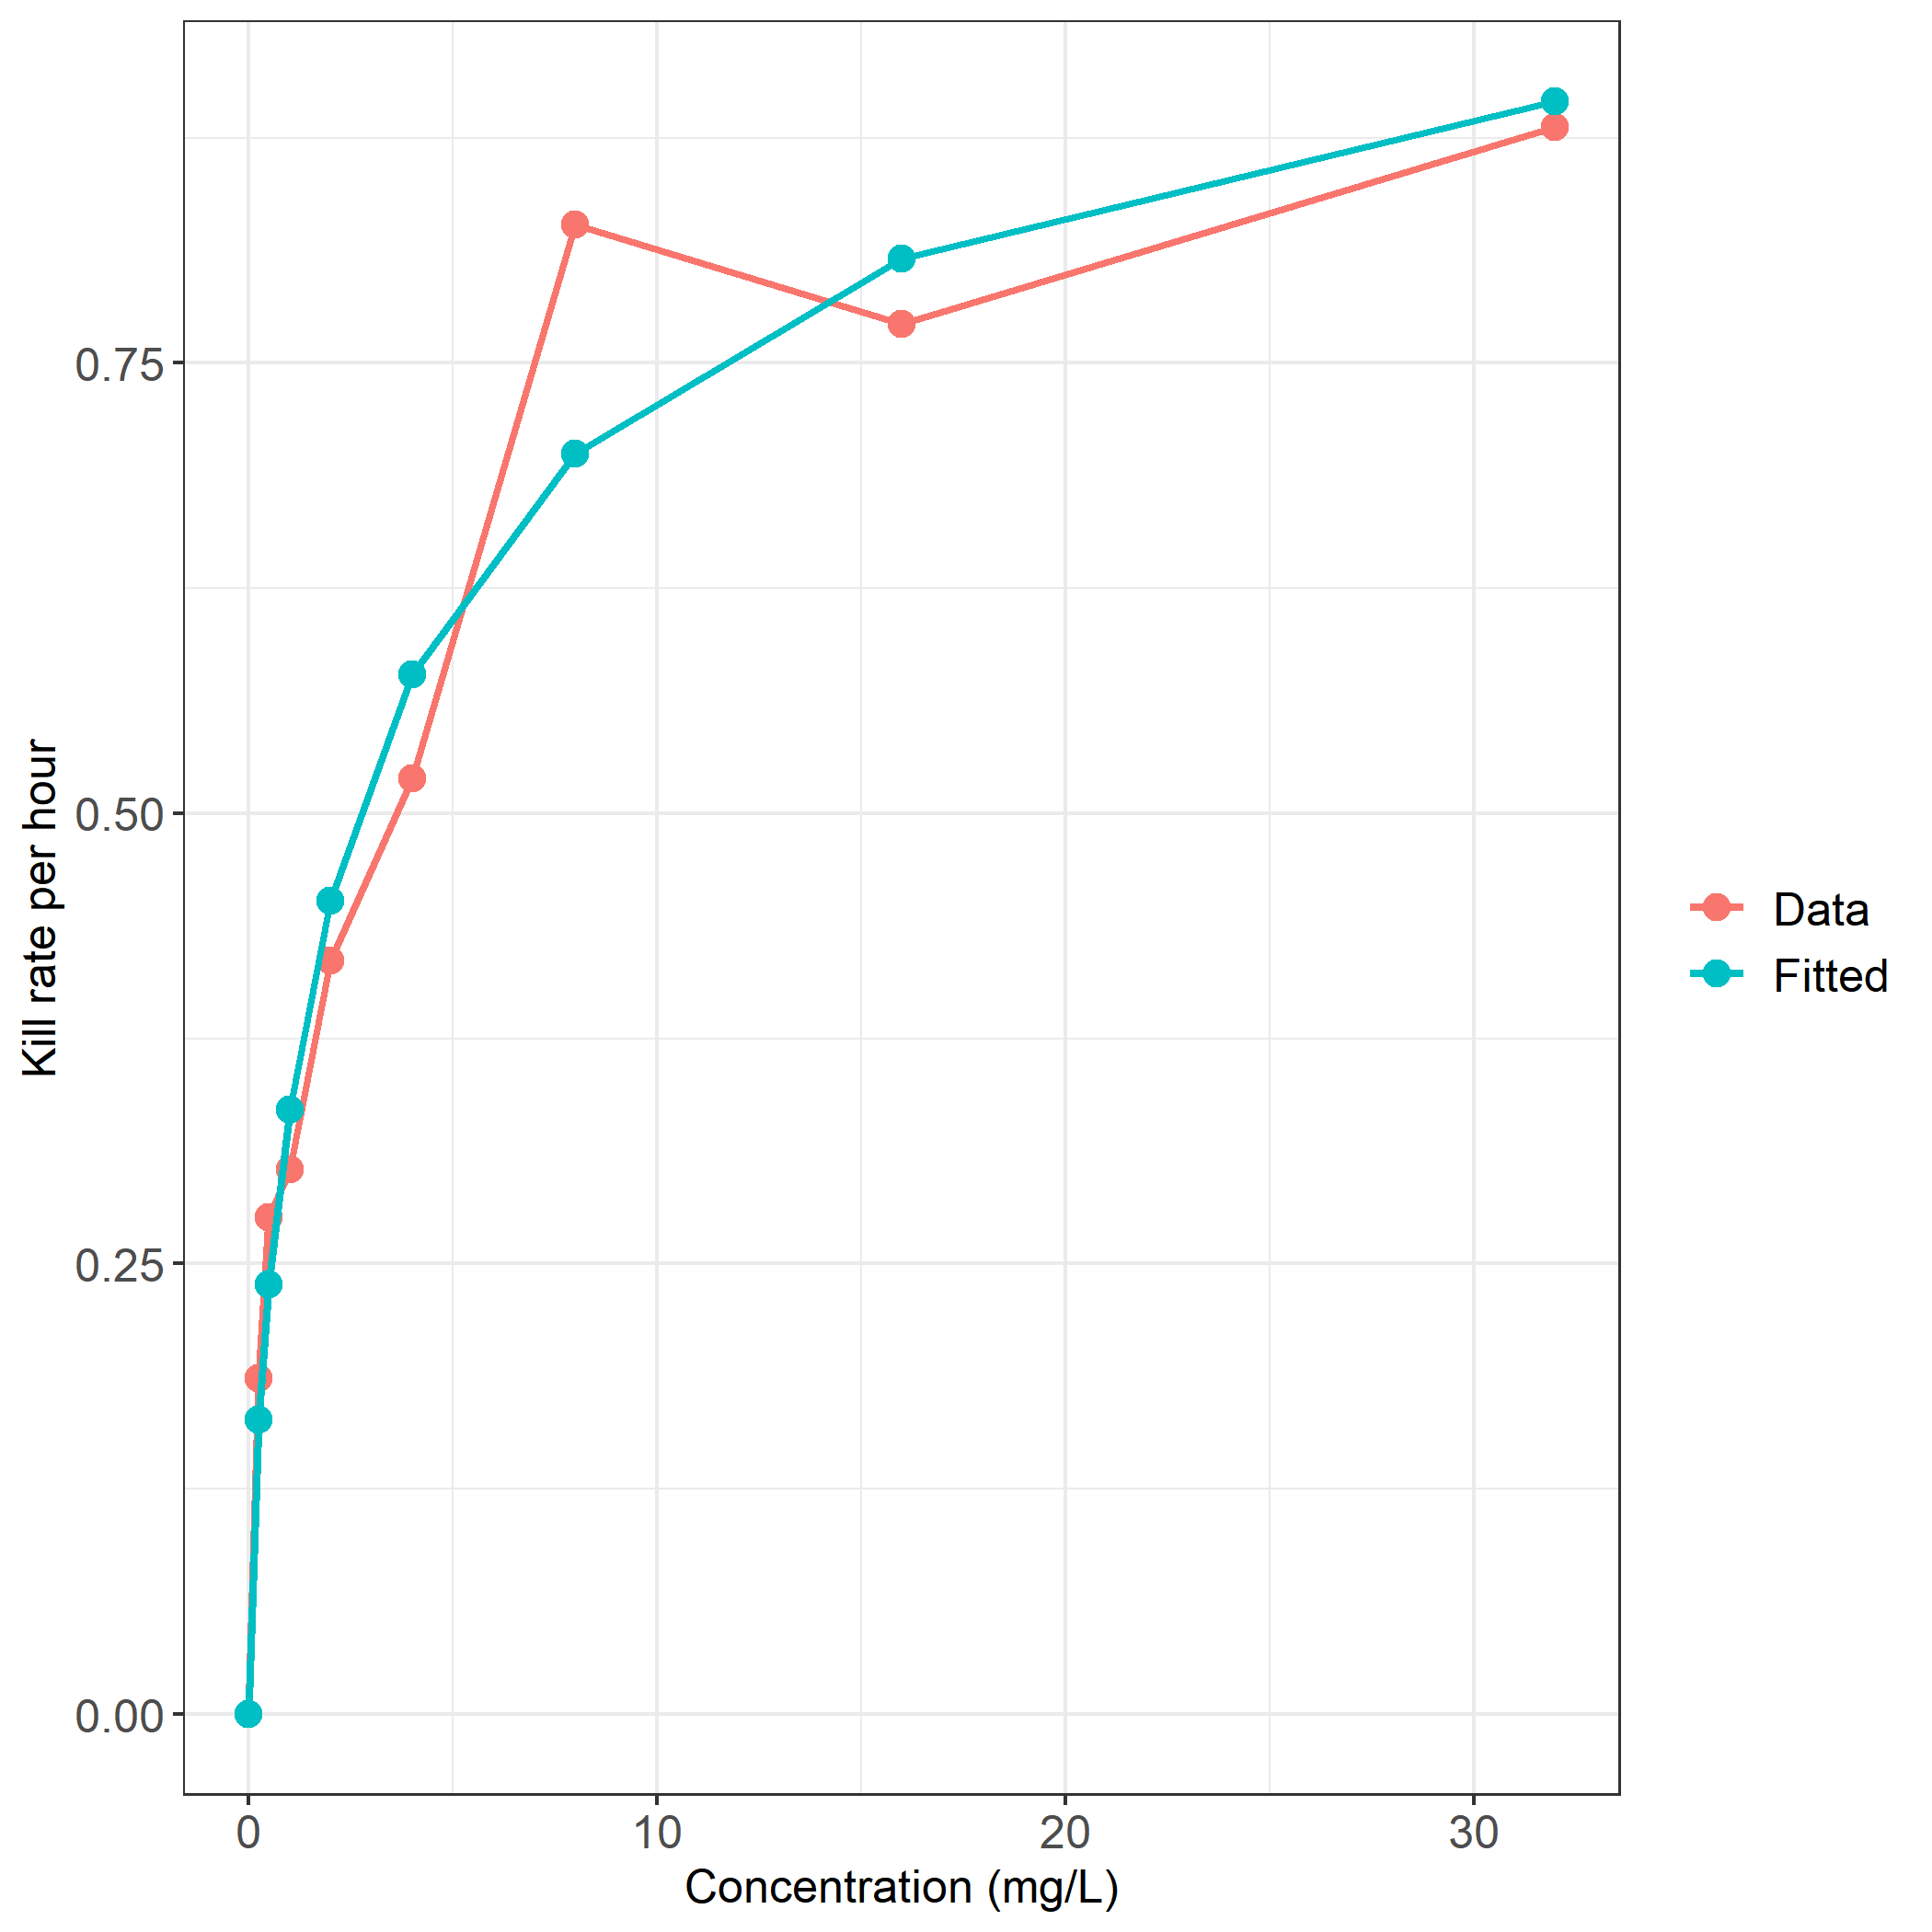 Kill rate per hour
0.75
0.50
0.25
0.00
0 10 20 30
Concentration (mg/L)
Data
Fitted